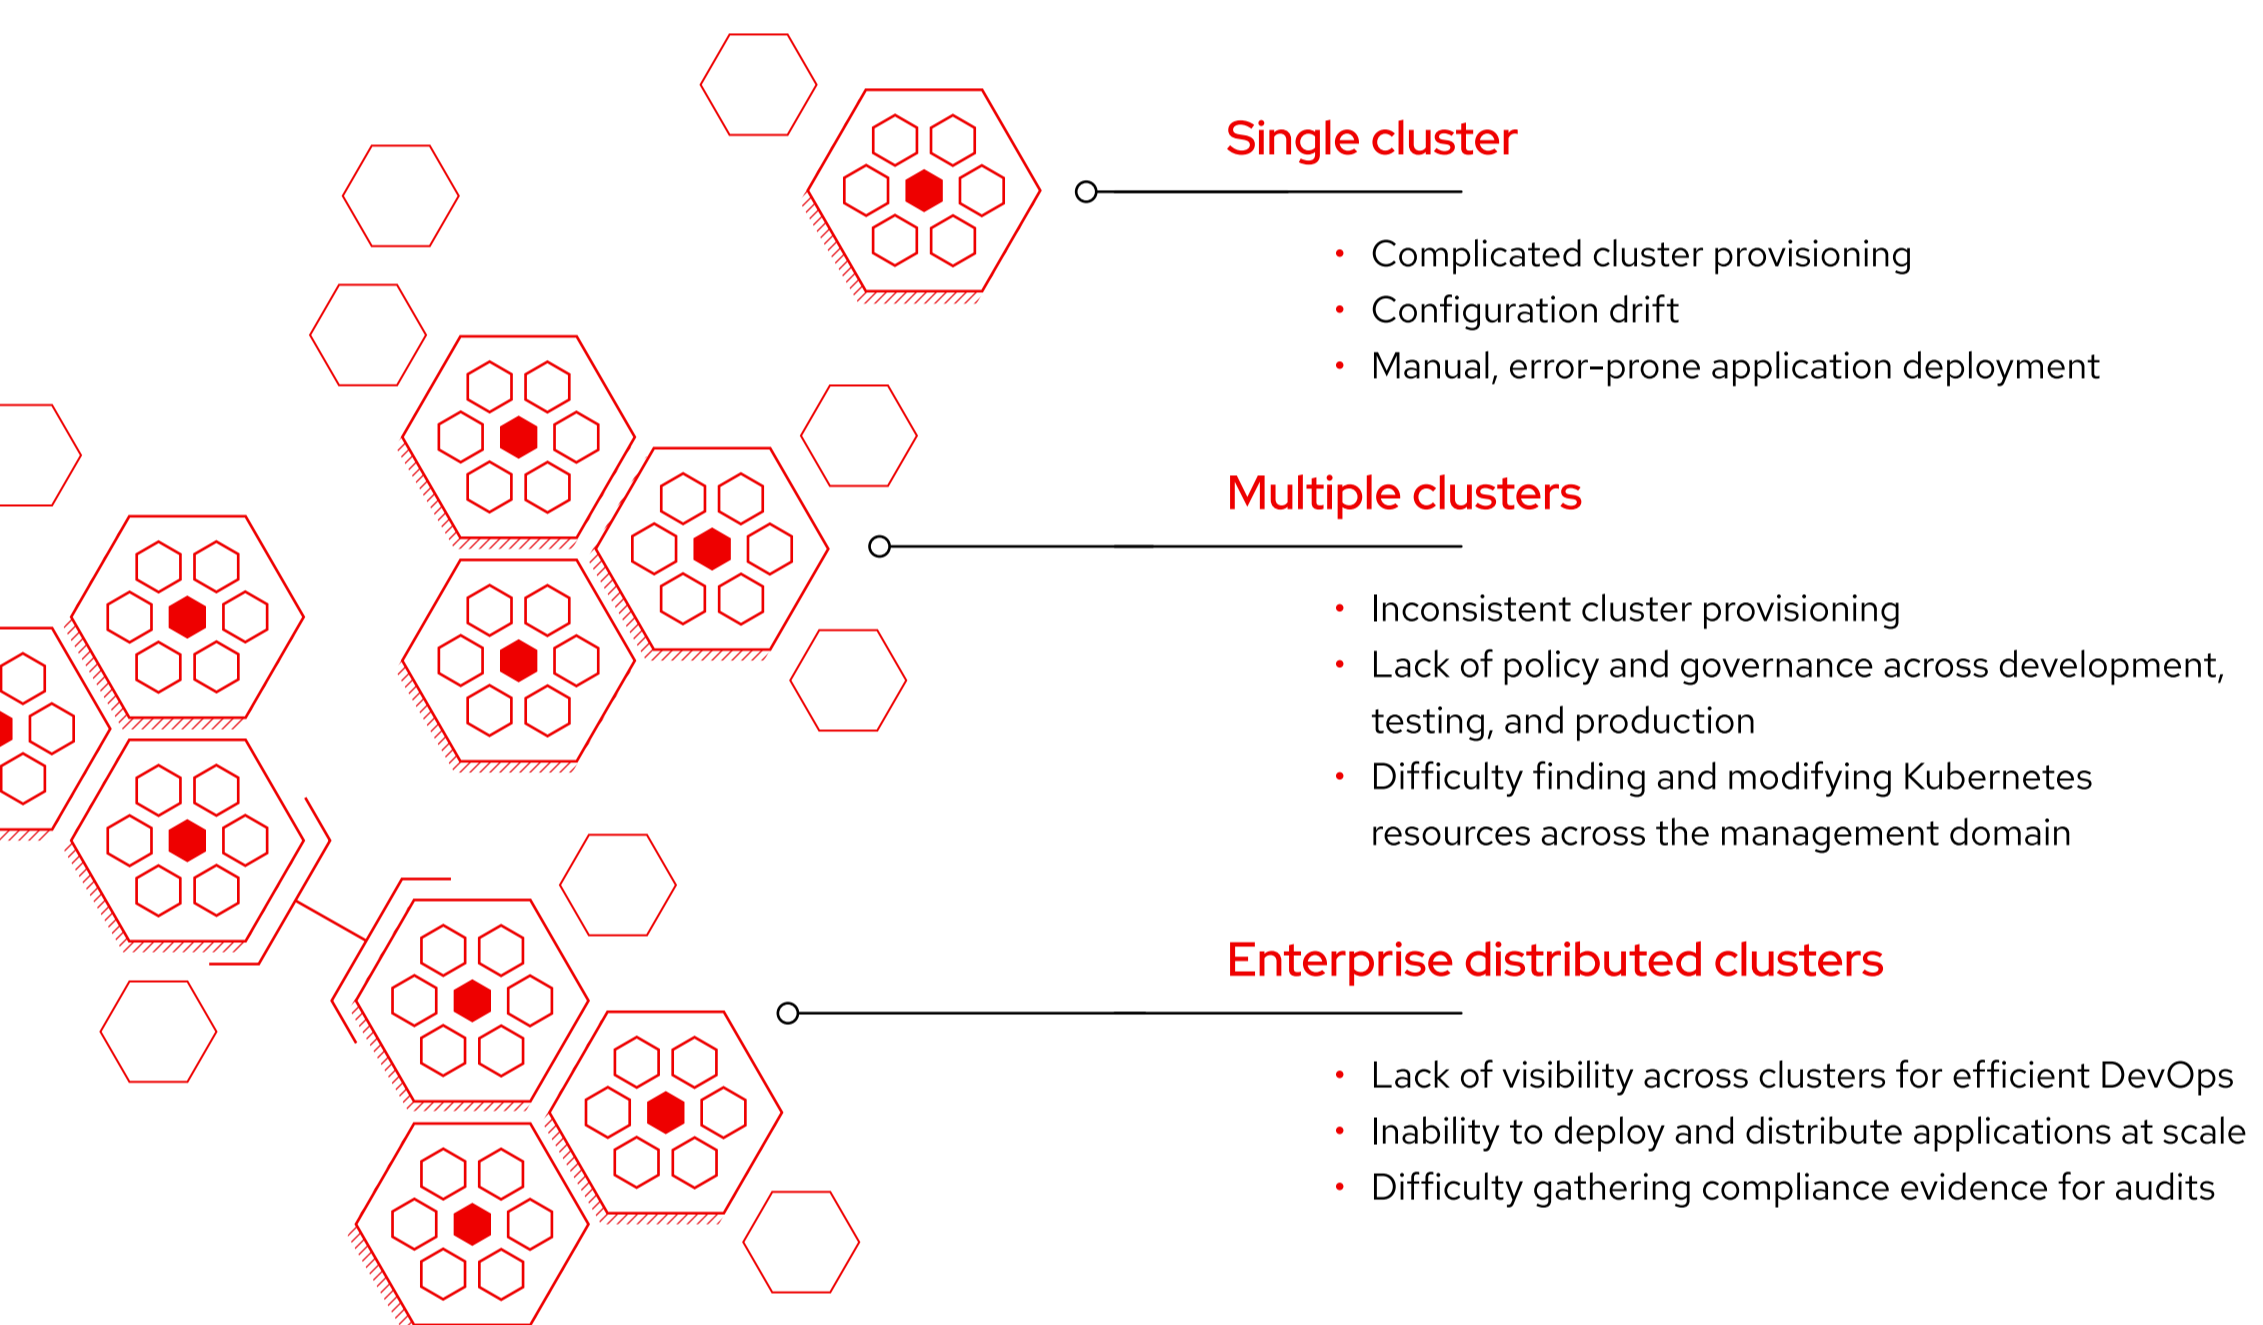 Single cluster
• Complicated cluster provisioning
• Configuration drift
• Manual, error-prone application deployment
Multiple clusters
• Inconsistent cluster provisioning
• Lack of policy and governance across development,
testing, and production
• Difficulty finding and modifying Kubernetes
resources across the management domain
Enterprise distributed clusters
• Lack of visibility across clusters for efficient DevOps
• Inability to deploy and distribute applications at scale
• Difficulty gathering compliance evidence for audits